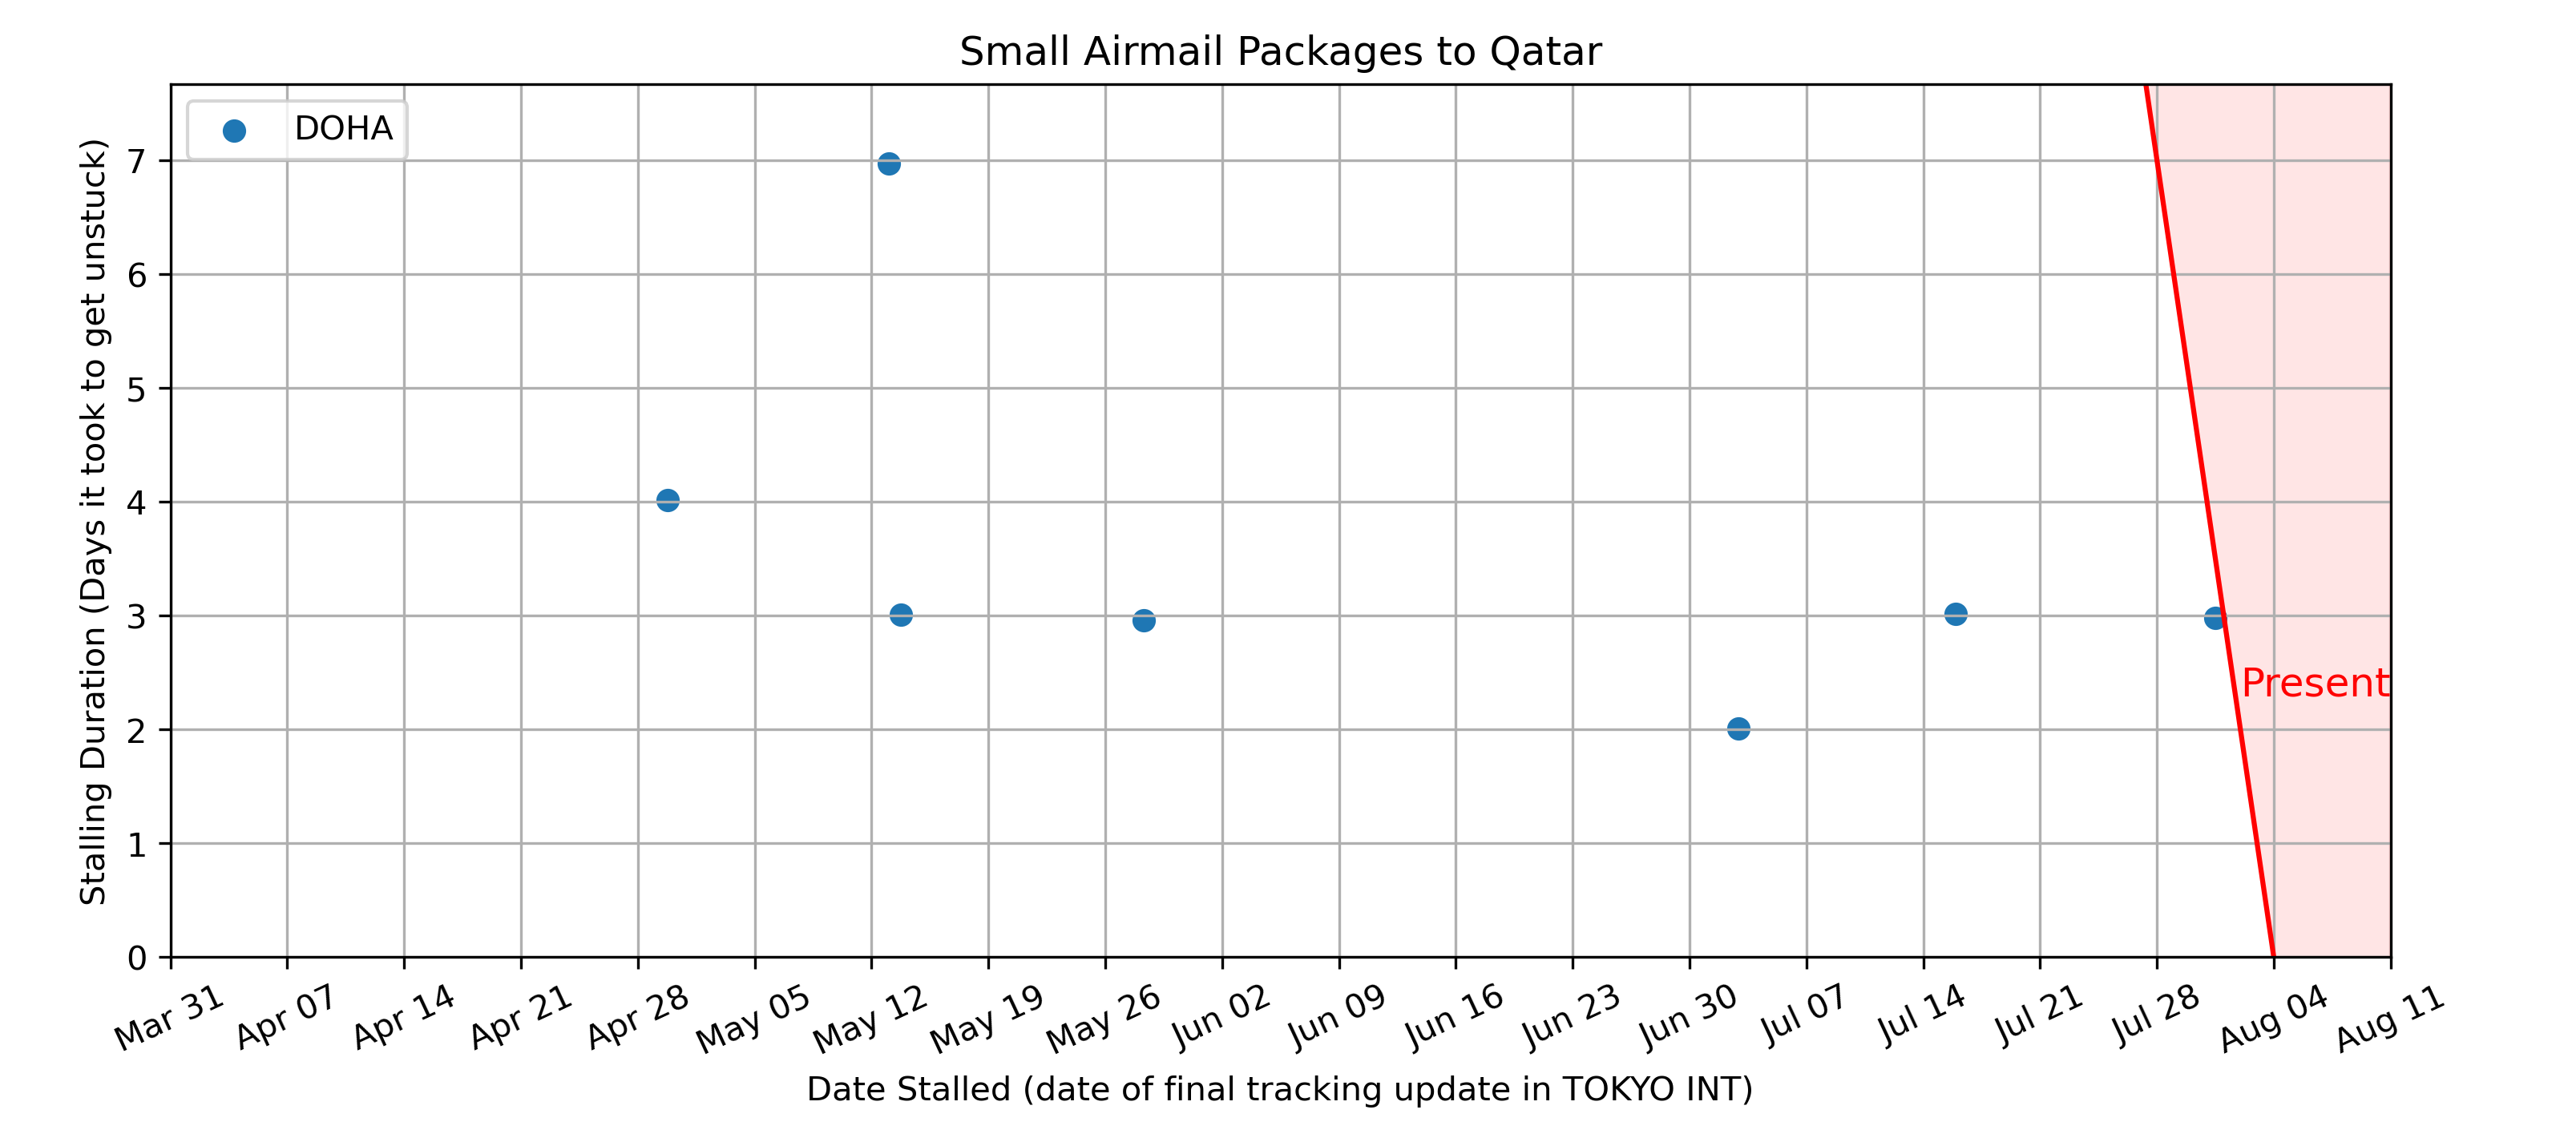 Small Airmail Packages to Qatar
DOHA
Stalling Duration (Days it took to get unstuck)
7
6
5
4
3
2
1
0
Present
Mar 31 Apr 07 Apr 14 Apr 21 Apr 28 May 05 May 12 May 19 May 26 Jun 02 Jun 09 Jun 16 Jun 23 Jun 30 Jul 07 Jul 14 Jul 21 Jul 28 Aug 04 Aug 11
Date Stalled (date of final tracking update in TOKYO INT)